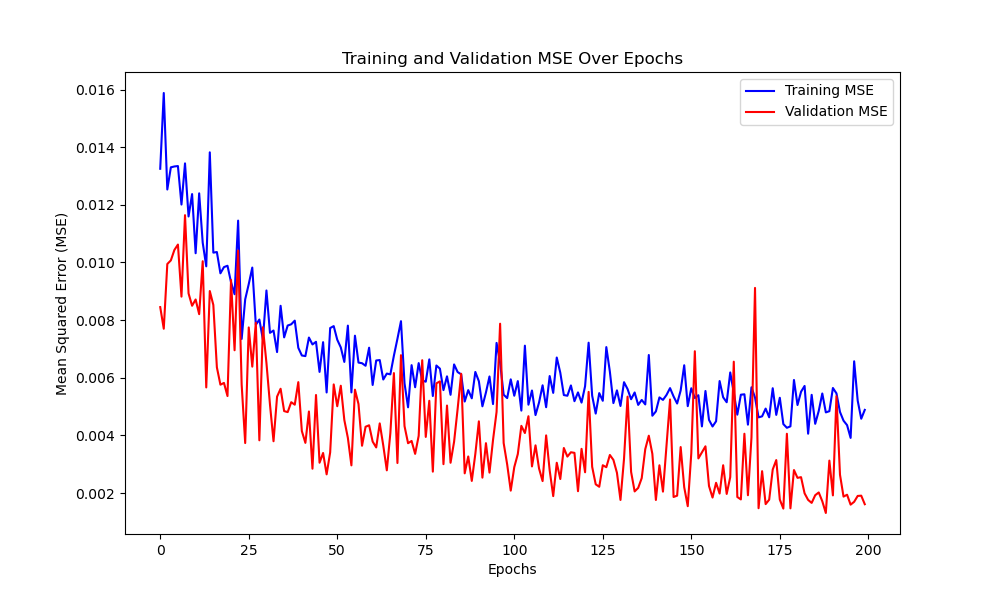 Training and Validation MSE Over Epochs
Training MSE
Validation MSE
Mean Squared Error (MSE)
0.016
0.014
0.012
0.010
0.008
0.006
0.004
0.002
0 25 50 75 100 125 150 175 200
Epochs